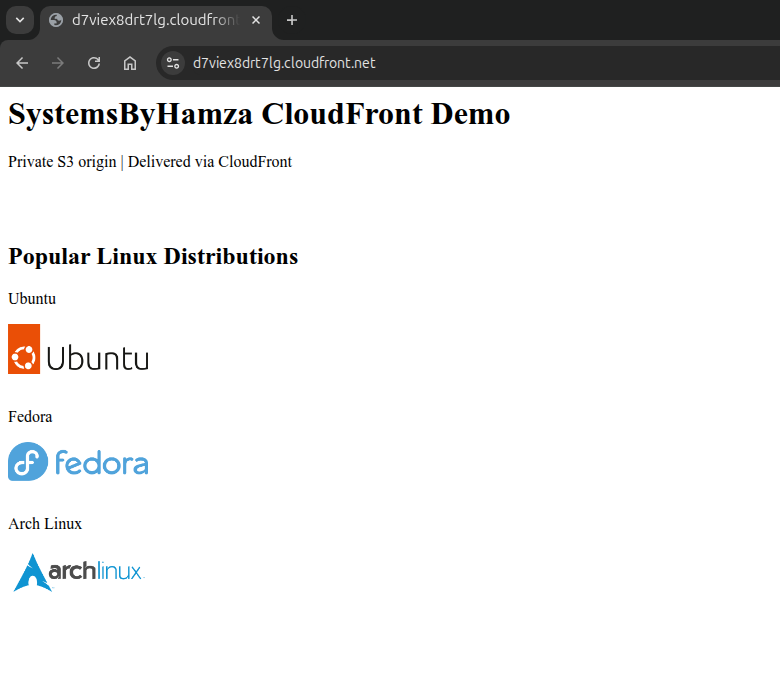 d7viex8drt7lg.cloudfront
d7viex8drt7lg.cloudfront.net
SystemsByHamza CloudFront Demo
Private S3 origin | Delivered via CloudFront
Popular Linux Distributions
Ubuntu
Ubuntu
Fedora
fedora
Arch Linux
archlinux